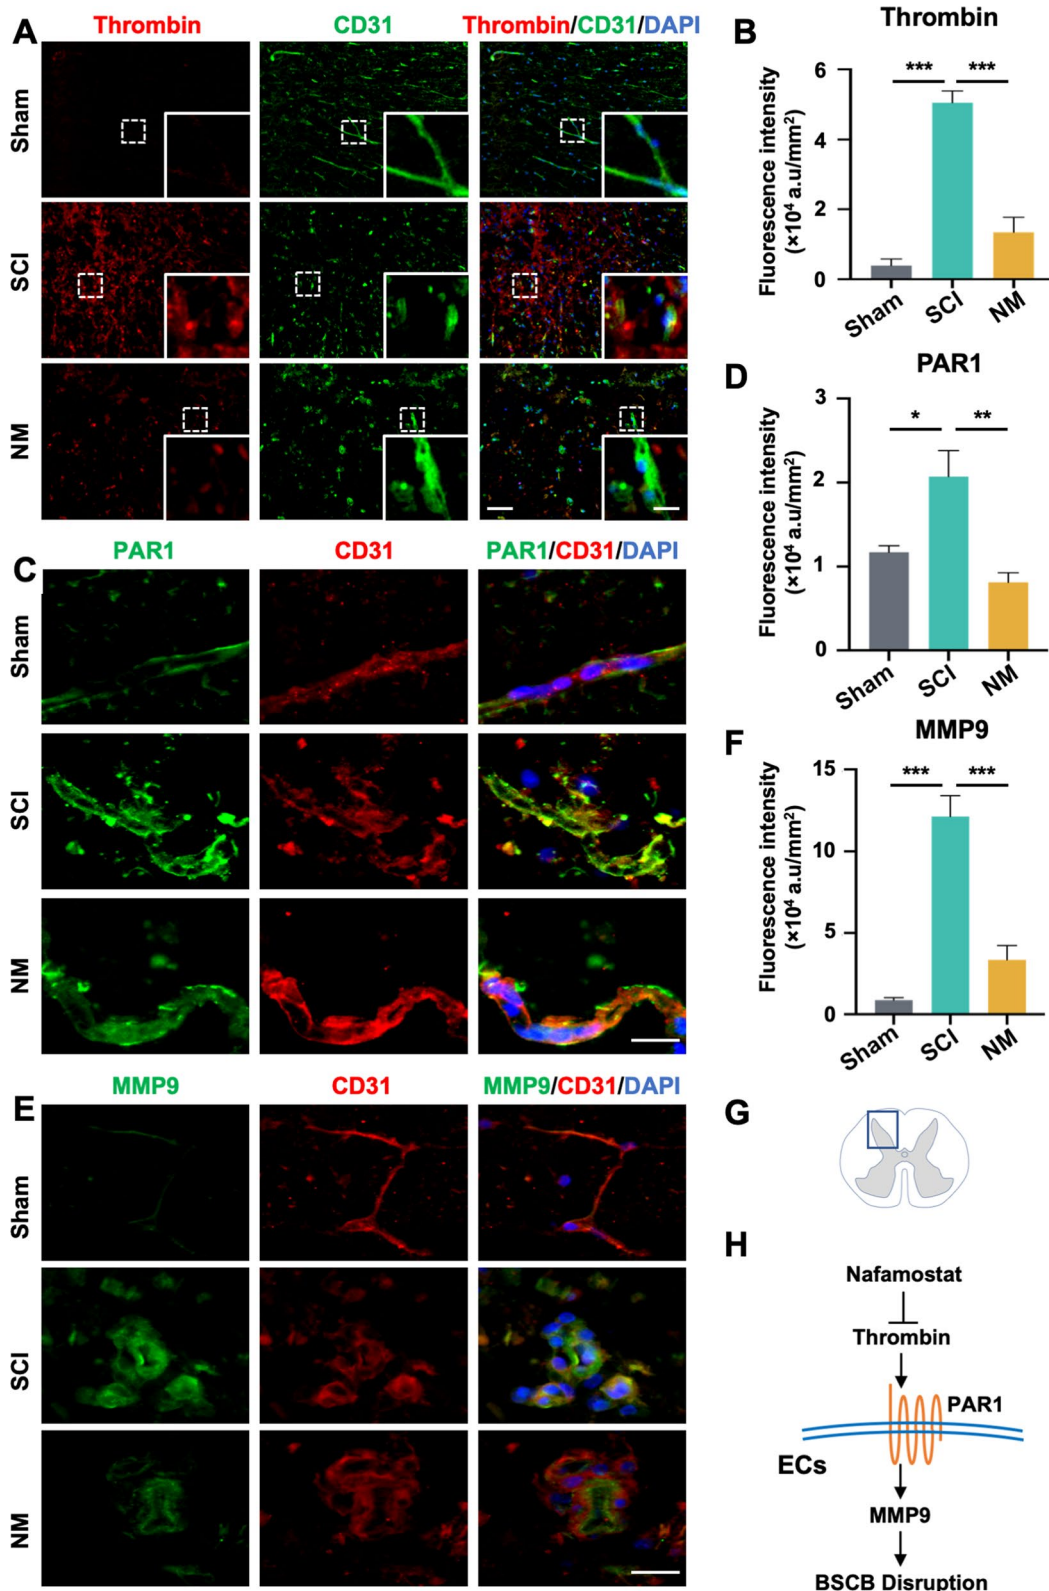 A
Thrombin CD31 Thrombin/CD31/DAPI
Sham
SCI
NM
B
Thrombin
Fluorescence intensity
(×10⁴ a.u/mm²)
6
4
2
0
*** ***
Sham SCI NM
C
PAR1 CD31 PAR1/CD31/DAPI
Sham
SCI
NM
D
PAR1
Fluorescence intensity
(×10⁴ a.u/mm²)
3
2
1
0
* **
Sham SCI NM
E
MMP9 CD31 MMP9/CD31/DAPI
Sham
SCI
NM
F
MMP9
Fluorescence intensity
(×10⁴ a.u/mm²)
15
10
5
0
*** ***
Sham SCI NM
G
H
Nafamostat
Thrombin
PAR1
ECs
MMP9
BSCB Disruption